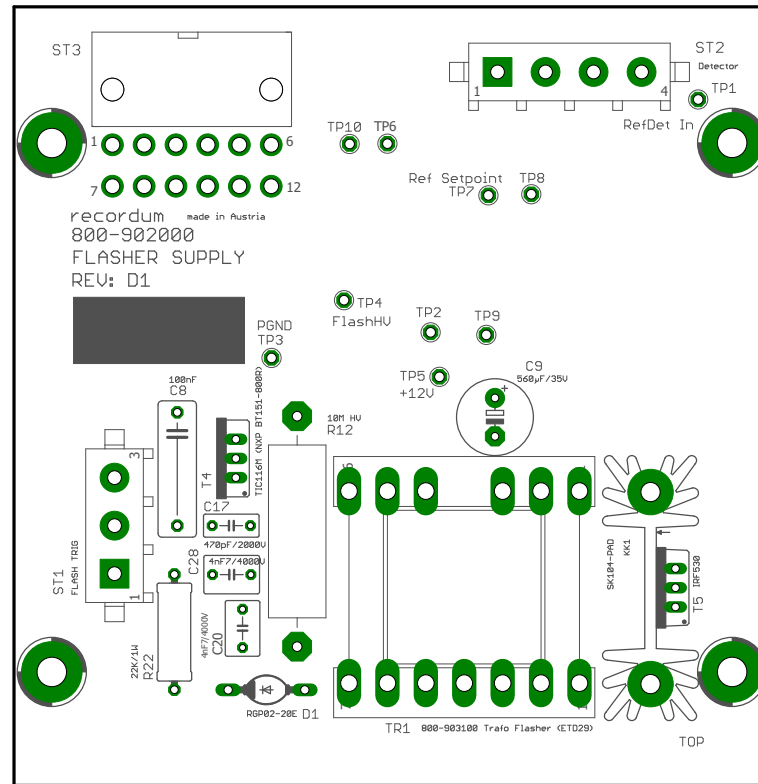 ST3
ST2
Detector
1
4
TP1
RefDet In
TP10
TP6
1
6
7
12
Ref Setpoint
TP7
TP8
recordum
made in Austria
800-902000
FLASHER SUPPLY
REV: D1
TP4
FlashHV
TP2
TP9
PGND
TP3
TP5
+12V
C9
560µF/35V
+
100nF
C8
T4
TIC116M (NXP BT151-800R)
10M HV
R12
3
1
ST1
FLASH TRIG
C17
470pF/2000V
C28
4nF7/4000V
4nF7/4000V
C20
22K/1W
R22
RGP02-20E
D1
TR1
800-903100 Trafo Flasher (ETD29)
SK104-PAD
KK1
IRF530
T5
TOP